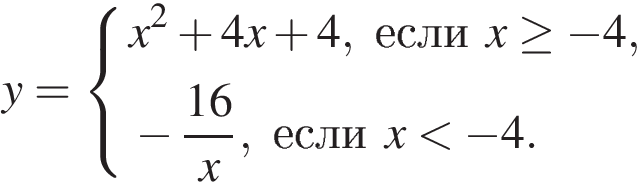 y = { x² + 4x + 4, если x ≥ −4,
− 16/x, если x < −4.